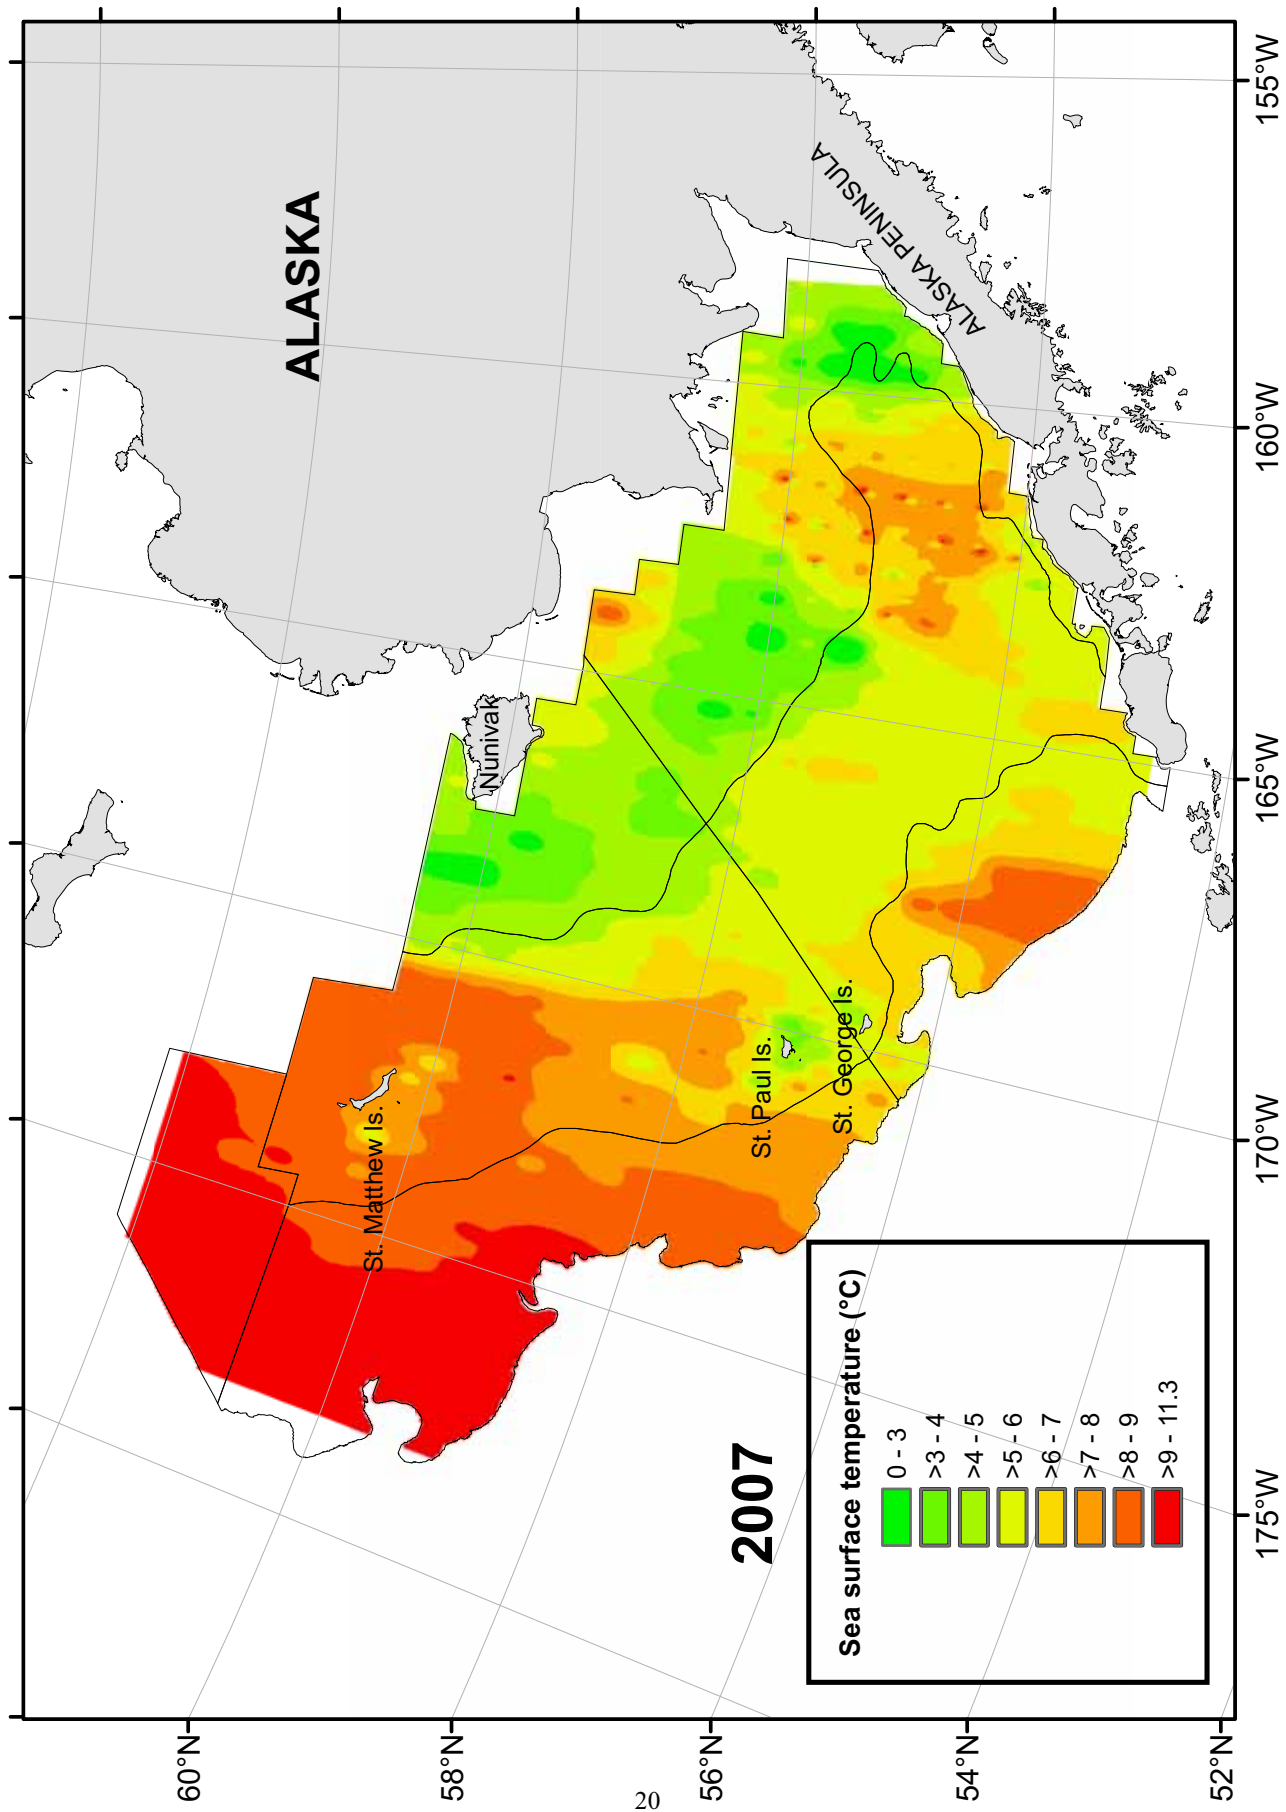 ALASKA
Nunivak
ALASKA PENINSULA
St. Matthew Is.
St. Paul Is.
St. George Is.
2007
Sea surface temperature (°C)
0 - 3
>3 - 4
>4 - 5
>5 - 6
>6 - 7
>7 - 8
>8 - 9
>9 - 11.3
60°N
58°N
56°N
54°N
52°N
175°W
170°W
165°W
160°W
155°W
20